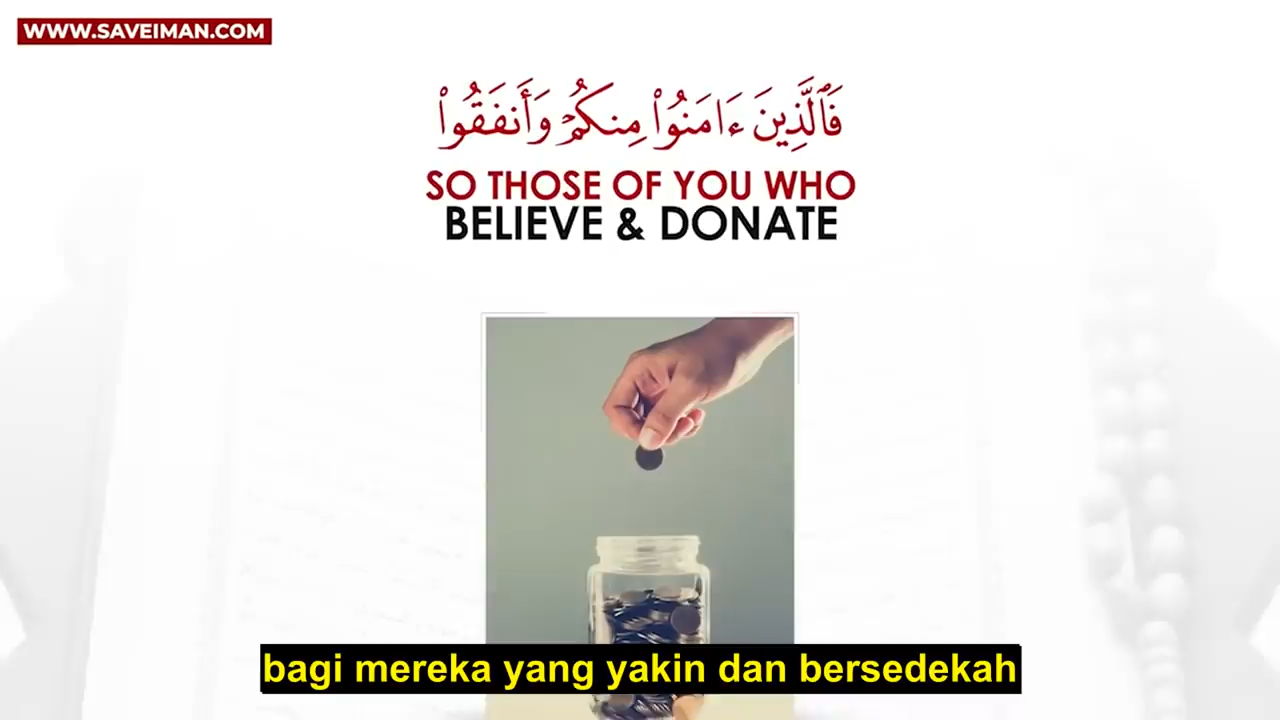 WWW.SAVEIMAN.COM
فَٱلَّذِينَ ءَامَنُوا۟ مِنكُمْ وَأَنفَقُوا۟
SO THOSE OF YOU WHO
BELIEVE & DONATE
bagi mereka yang yakin dan bersedekah